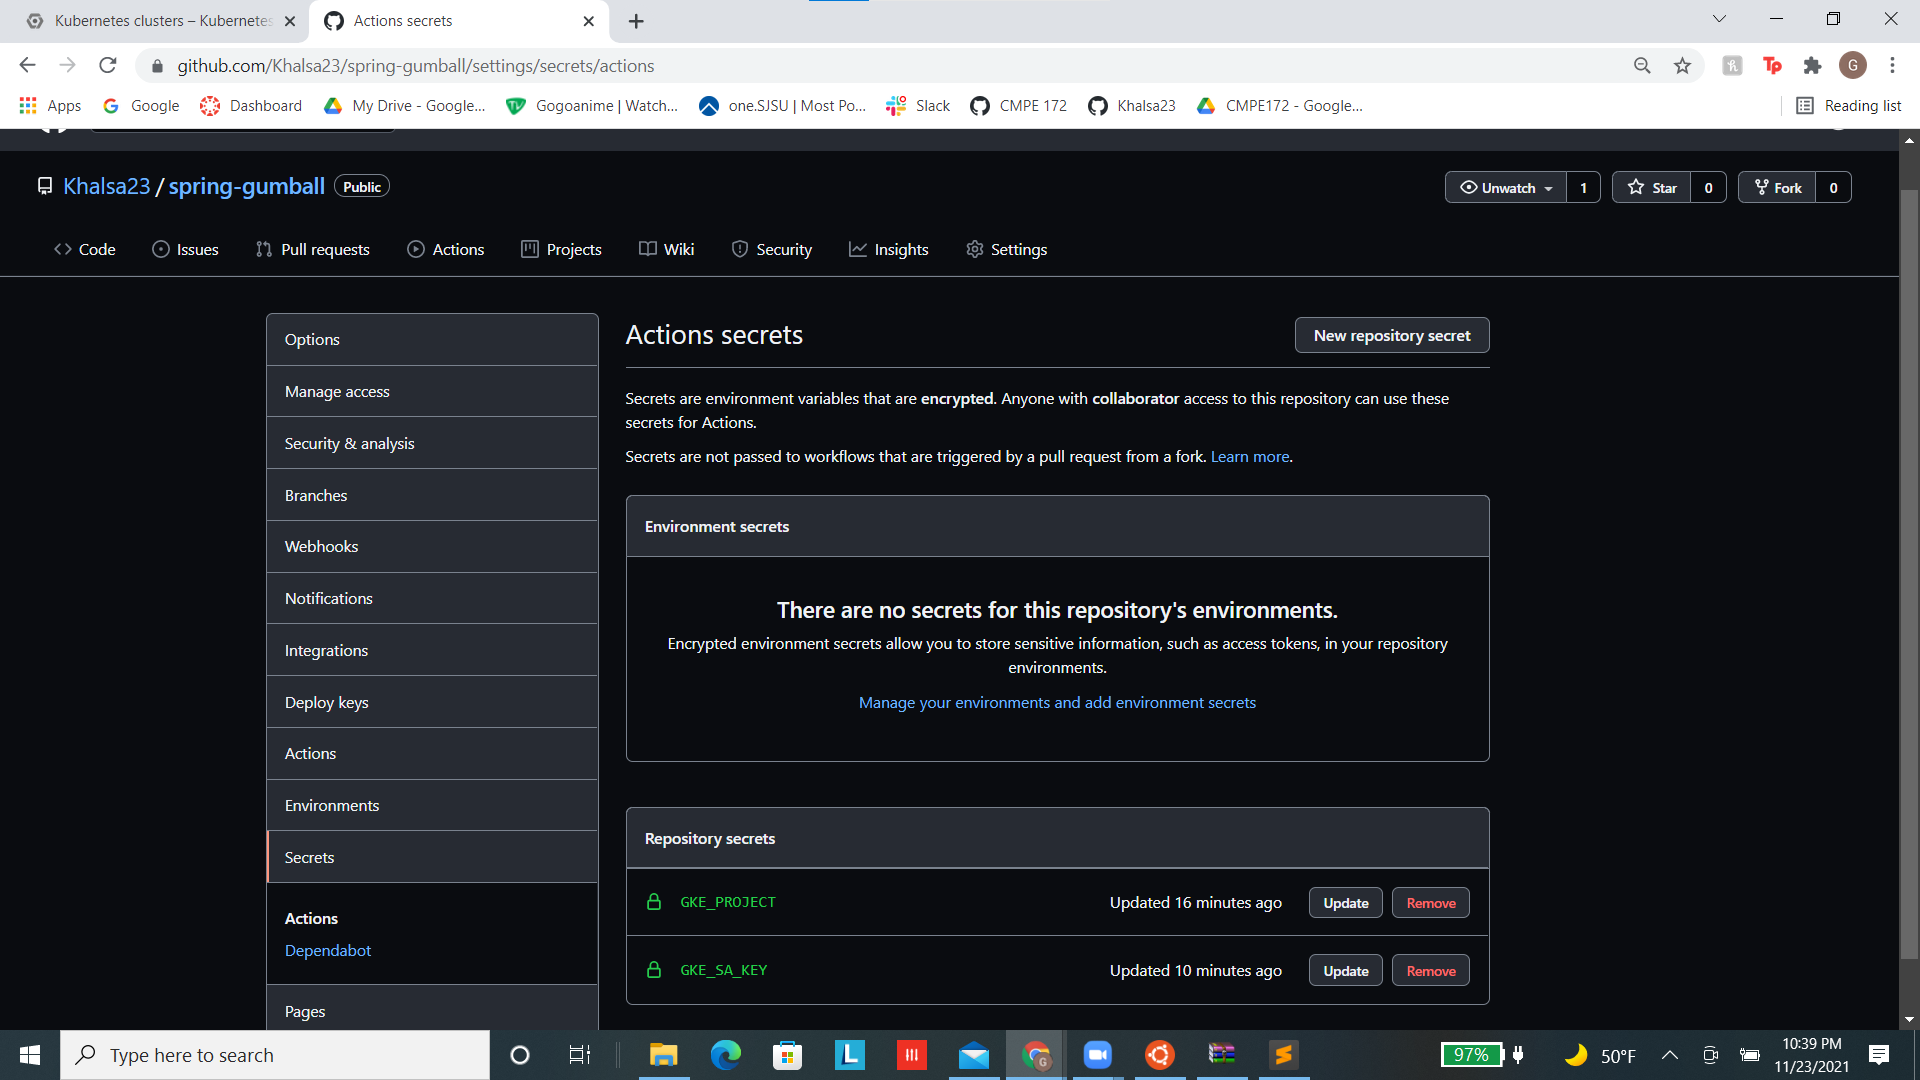 Kubernetes clusters – Kubernetes
Actions secrets
github.com/Khalsa23/spring-gumball/settings/secrets/actions
G
Apps
Google
Dashboard
My Drive - Google...
Gogoanime | Watch...
one.SJSU | Most Po...
Slack
CMPE 172
Khalsa23
CMPE172 - Google...
Reading list
Khalsa23 / spring-gumball Public
Unwatch 1
Star 0
Fork 0
Code
Issues
Pull requests
Actions
Projects
Wiki
Security
Insights
Settings
Options
Manage access
Security & analysis
Branches
Webhooks
Notifications
Integrations
Deploy keys
Actions
Environments
Secrets
Actions
Dependabot
Pages
Actions secrets
New repository secret
Secrets are environment variables that are encrypted. Anyone with collaborator access to this repository can use these
secrets for Actions.
Secrets are not passed to workflows that are triggered by a pull request from a fork. Learn more.
Environment secrets
There are no secrets for this repository's environments.
Encrypted environment secrets allow you to store sensitive information, such as access tokens, in your repository
environments.
Manage your environments and add environment secrets
Repository secrets
GKE_PROJECT Updated 16 minutes ago Update Remove
GKE_SA_KEY Updated 10 minutes ago Update Remove
Type here to search
97%
50°F
10:39 PM
11/23/2021